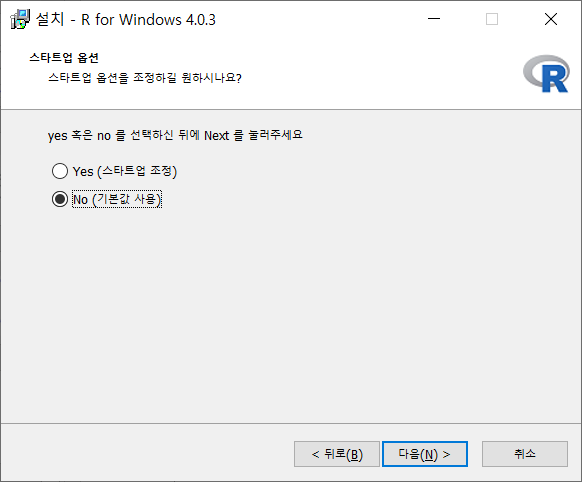 설치 - R for Windows 4.0.3
스타트업 옵션
스타트업 옵션을 조정하길 원하시나요?
R
yes 혹은 no 를 선택하신 뒤에 Next 를 눌러주세요
Yes (스타트업 조정)
No (기본값 사용)
< 뒤로(B) 다음(N) > 취소